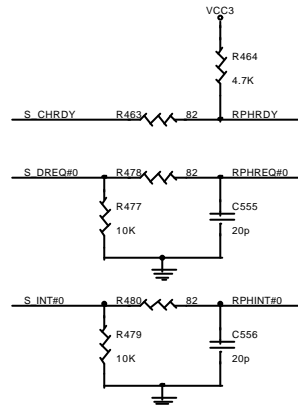 VCC3
R464
4.7K
S_CHRDY R463 82 RPHRDY
S_DREQ#0 R478 82 RPHREQ#0
R477 C555
10K 20p
S_INT#0 R480 82 RPHINT#0
R479 C556
10K 20p